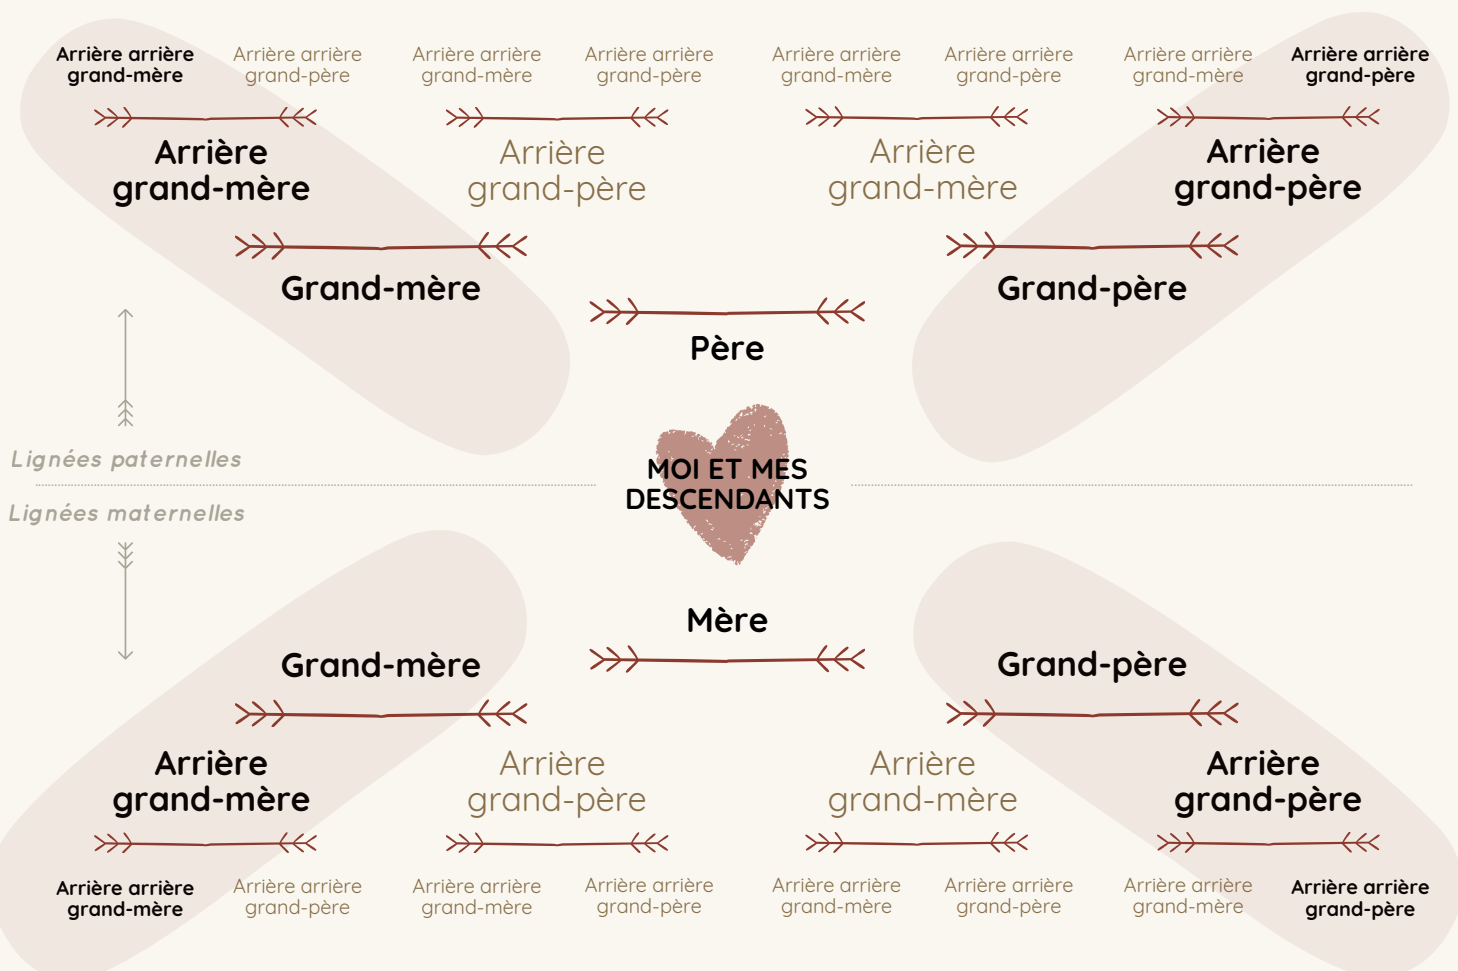 Arrière arrière
grand-mère
Arrière arrière
grand-père
Arrière arrière
grand-mère
Arrière arrière
grand-père
Arrière arrière
grand-mère
Arrière arrière
grand-père
Arrière arrière
grand-mère
Arrière arrière
grand-père
Arrière
grand-mère
Arrière
grand-père
Arrière
grand-mère
Arrière
grand-père
Grand-mère
Grand-père
Père
Lignées paternelles
MOI ET MES
DESCENDANTS
Lignées maternelles
Mère
Grand-mère
Grand-père
Arrière
grand-mère
Arrière
grand-père
Arrière
grand-mère
Arrière
grand-père
Arrière arrière
grand-mère
Arrière arrière
grand-père
Arrière arrière
grand-mère
Arrière arrière
grand-père
Arrière arrière
grand-mère
Arrière arrière
grand-père
Arrière arrière
grand-mère
Arrière arrière
grand-père